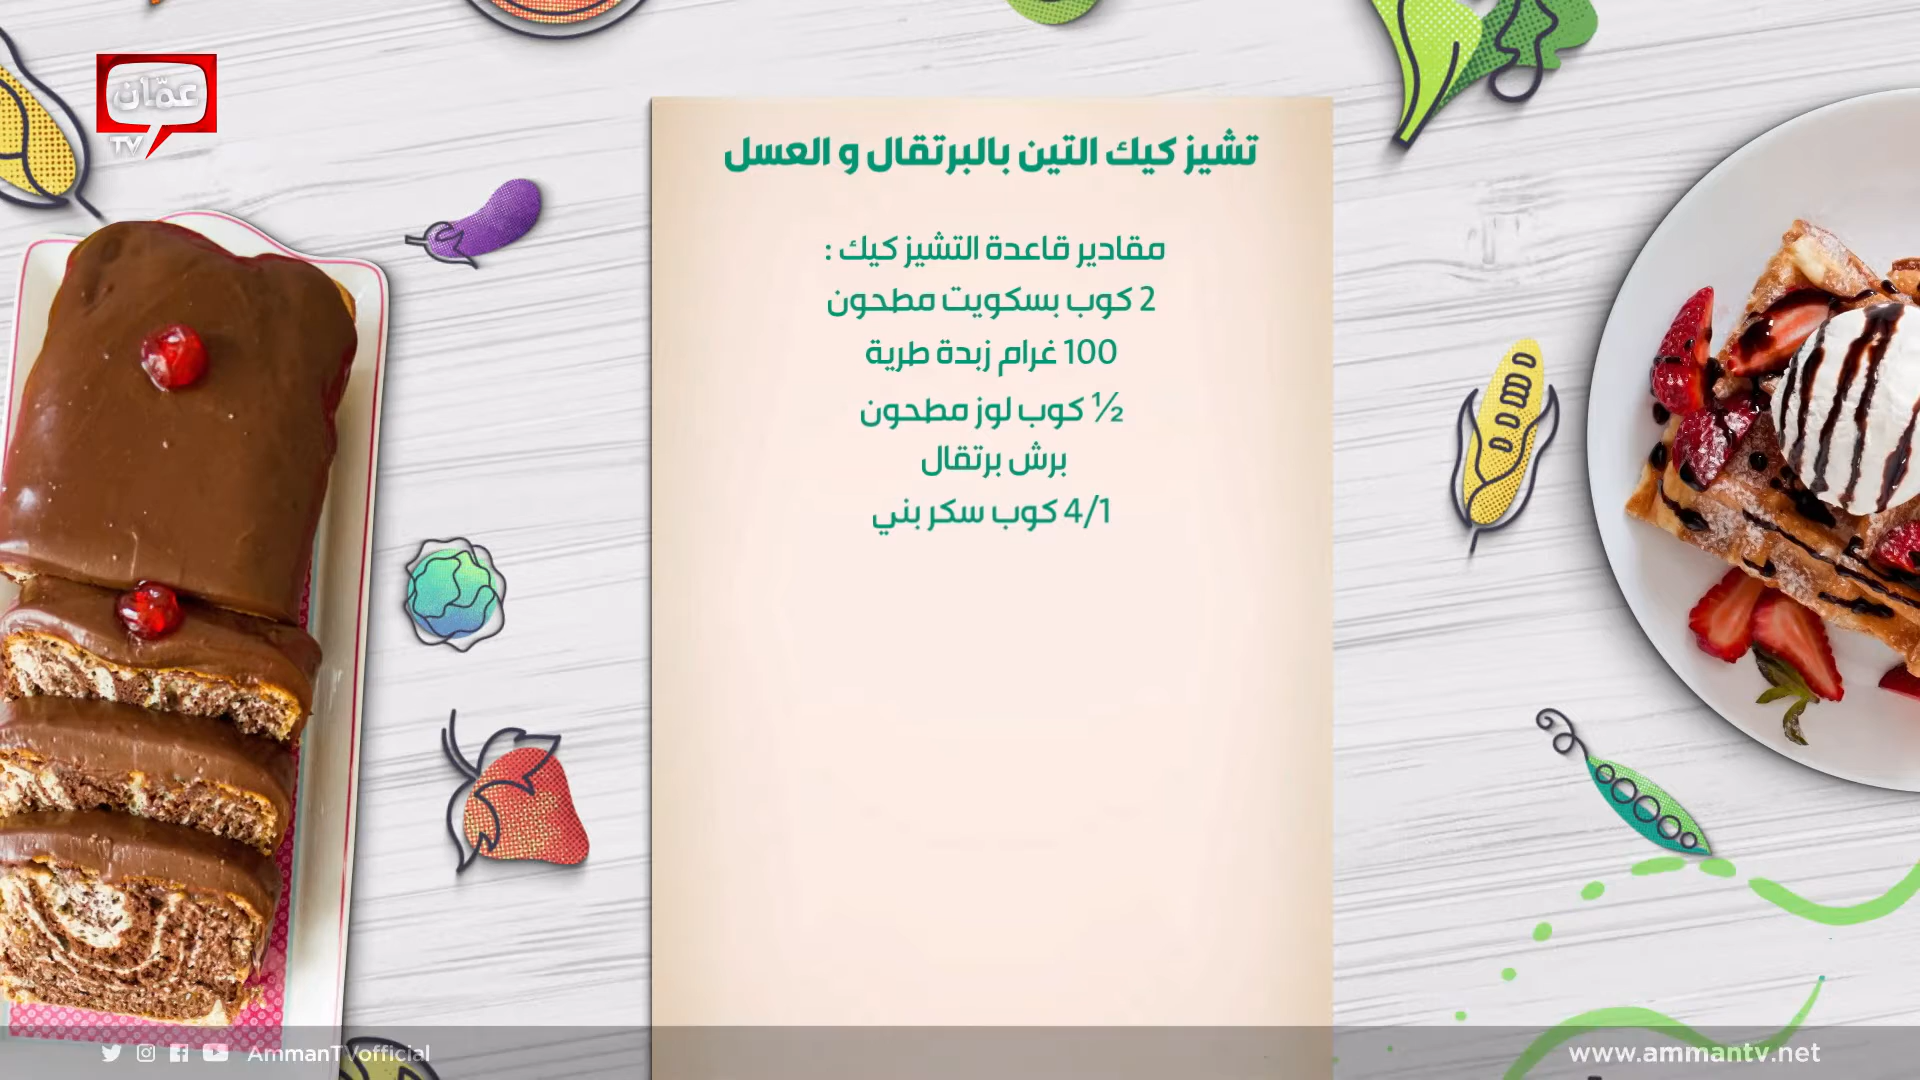 عمّان
TV
تشيز كيك التين بالبرتقال و العسل
مقادير قاعدة التشيز كيك :
2 كوب بسكويت مطحون
100 غرام زبدة طرية
½ كوب لوز مطحون
برش برتقال
4/1 كوب سكر بني
AmmanTVofficial
www.ammantv.net